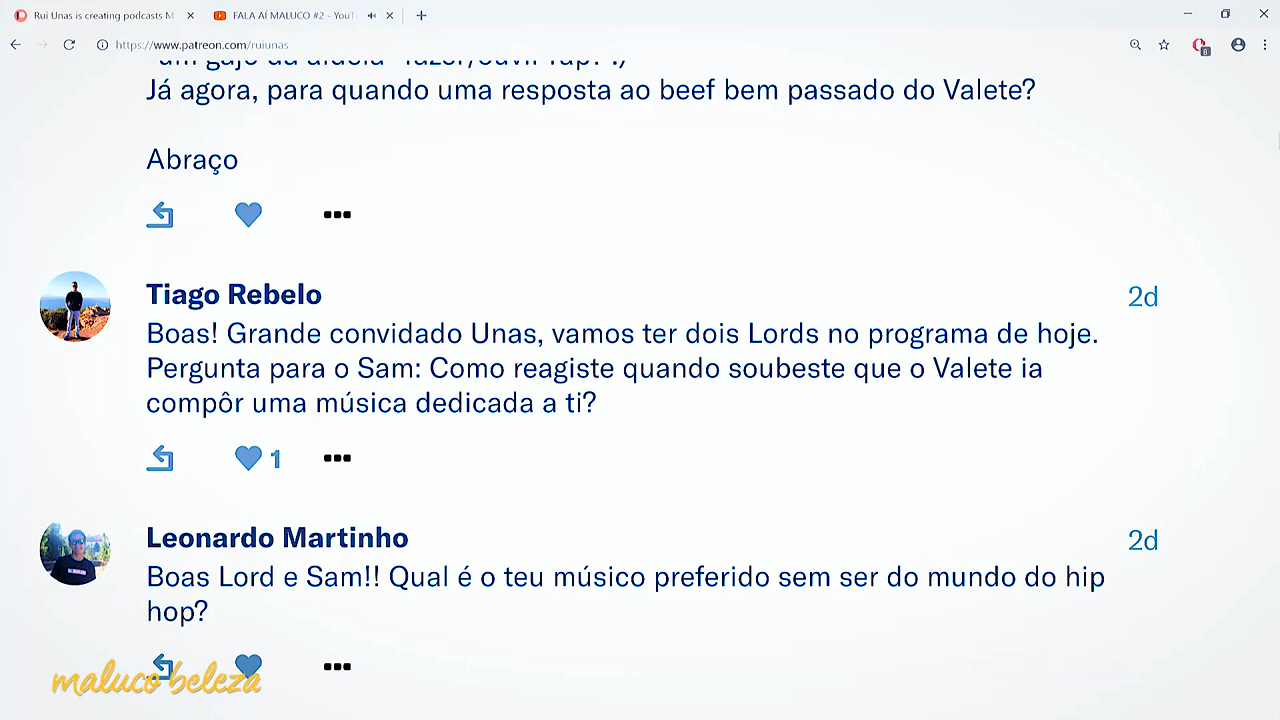 Rui Unas is creating podcasts M
FALA AÍ MALUCO #2 - YouT
https://www.patreon.com/ruiunas
"um gajo da aldeia" fazer/ouvir rap? :)
Já agora, para quando uma resposta ao beef bem passado do Valete?
Abraço
Tiago Rebelo
2d
Boas! Grande convidado Unas, vamos ter dois Lords no programa de hoje.
Pergunta para o Sam: Como reagiste quando soubeste que o Valete ia
compôr uma música dedicada a ti?
1
Leonardo Martinho
2d
Boas Lord e Sam!! Qual é o teu músico preferido sem ser do mundo do hip
hop?
maluco beleza